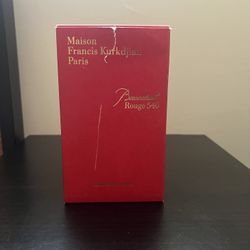 Maison
Francis Kurkdjian
Paris
Baccarat
Rouge 540